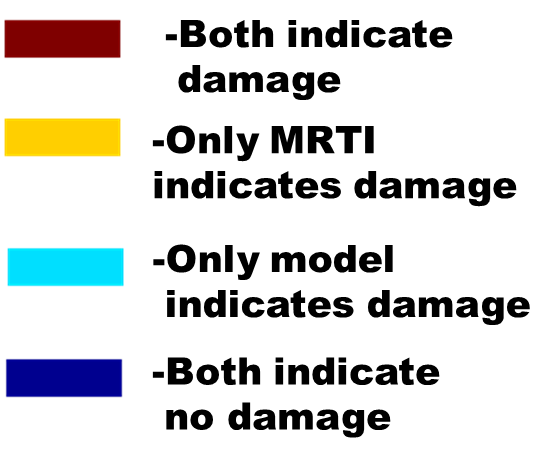 -Both indicate
damage
-Only MRTI
indicates damage
-Only model
indicates damage
-Both indicate
no damage